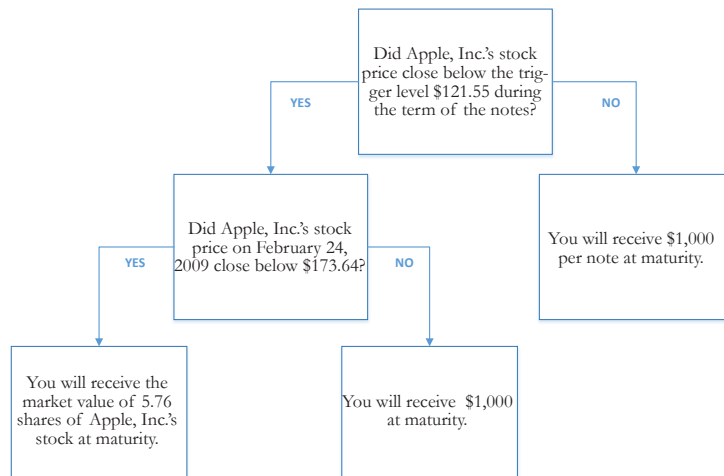 Did Apple, Inc.'s stock
price close below the trig-
ger level $121.55 during
the term of the notes?
YES
NO
Did Apple, Inc.'s stock
price on February 24,
2009 close below $173.64?
You will receive $1,000
per note at maturity.
YES
NO
You will receive the
market value of 5.76
shares of Apple, Inc.'s
stock at maturity.
You will receive $1,000
at maturity.